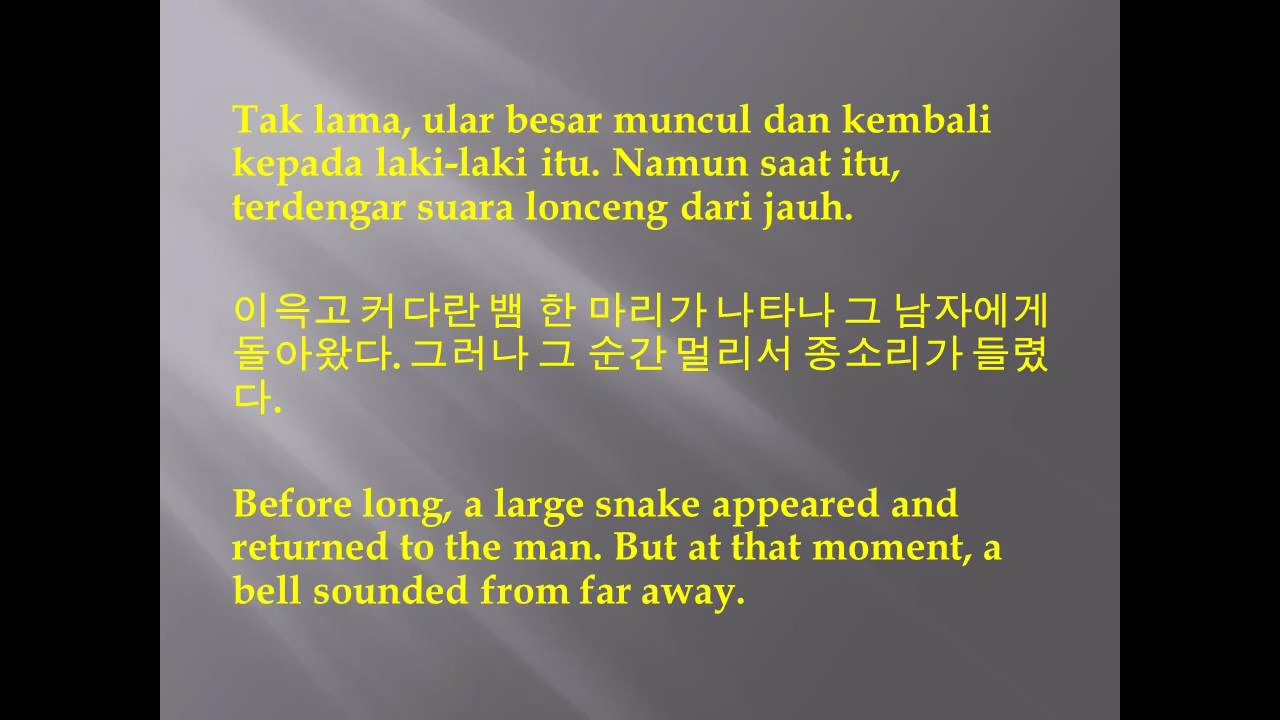 Tak lama, ular besar muncul dan kembali
kepada laki-laki itu. Namun saat itu,
terdengar suara lonceng dari jauh.
이윽고 커다란 뱀 한 마리가 나타나 그 남자에게
돌아왔다. 그러나 그 순간 멀리서 종소리가 들렸
다.
Before long, a large snake appeared and
returned to the man. But at that moment, a
bell sounded from far away.